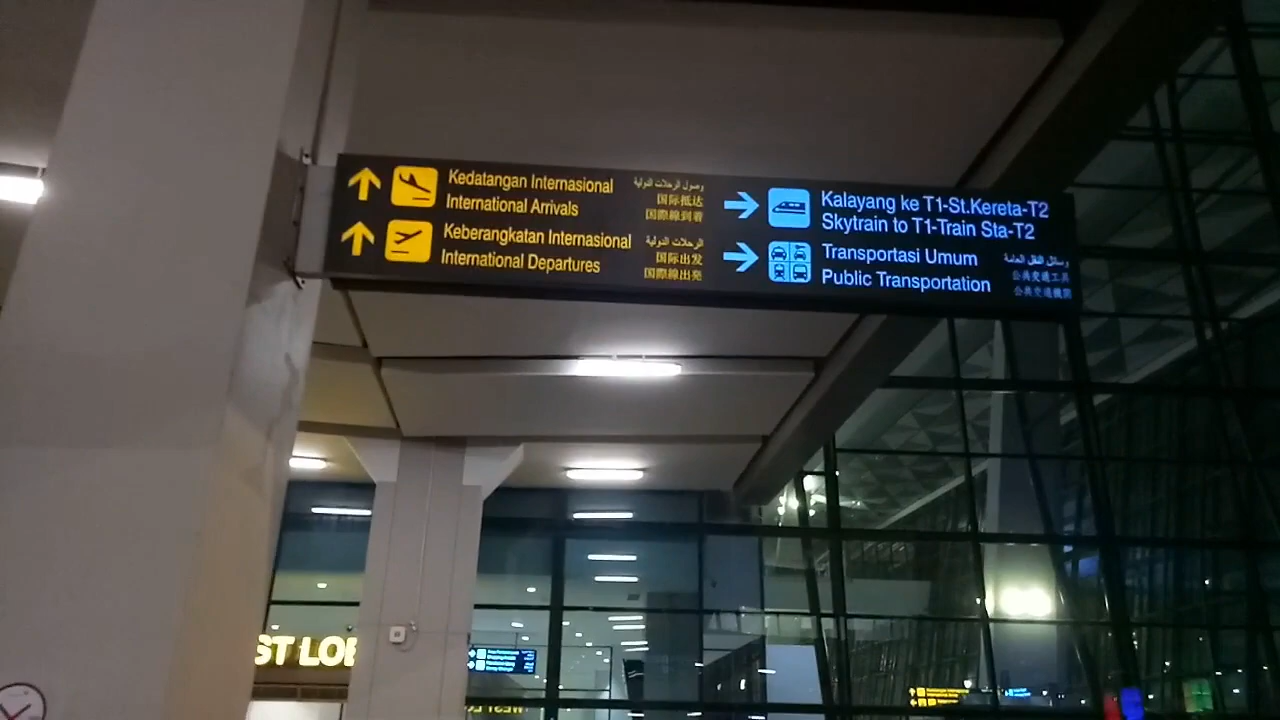 Kedatangan Internasional
International Arrivals
وصول الرحلات الدولية
国际抵达
国際線到着
Keberangkatan Internasional
International Departures
الرحلات الدولية
国际出发
国際線出発
Kalayang ke T1-St.Kereta-T2
Skytrain to T1-Train Sta-T2
Transportasi Umum
Public Transportation
وسائل النقل العامة
公共交通工具
公共交通機関
ST LOB